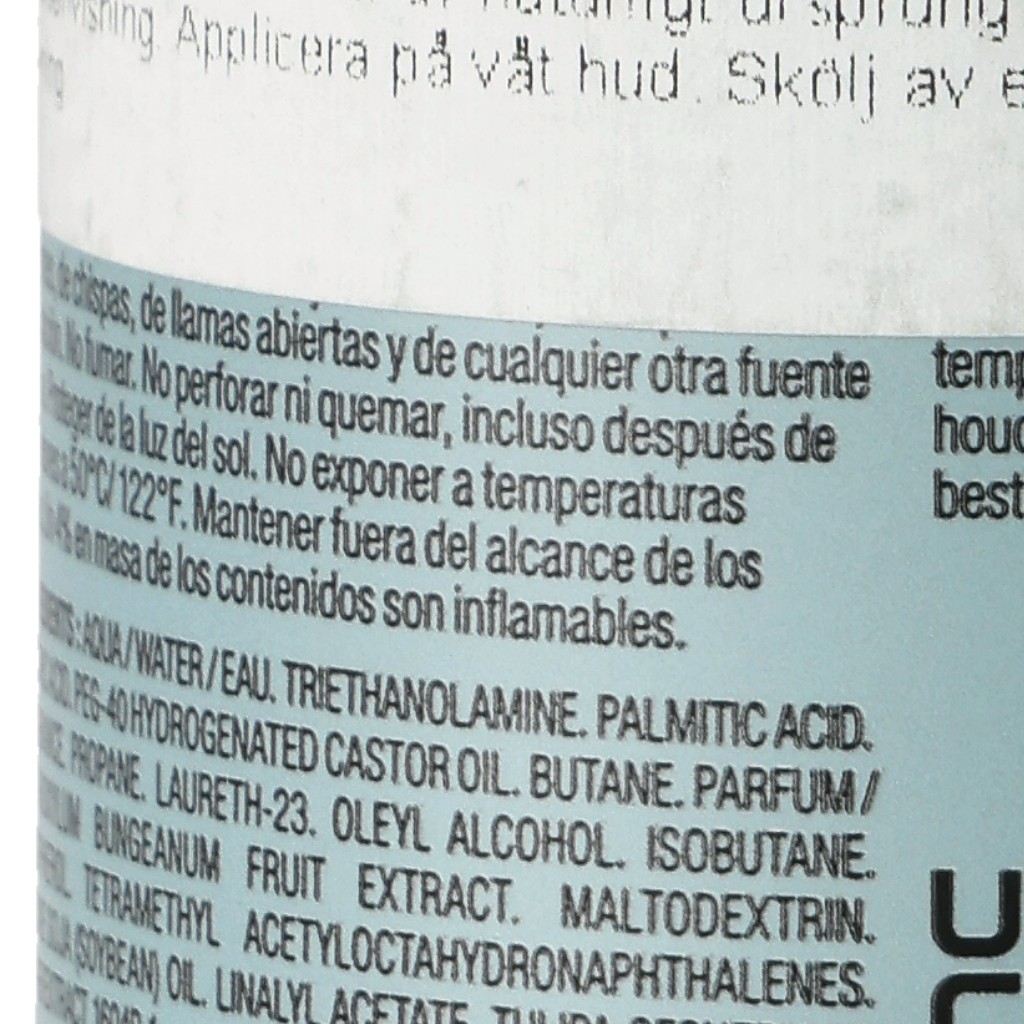 naturligt ursprung
Applicera på våt hud. Skölj av
de chispas, de llamas abiertas y de cualquier otra fuente
No fumar. No perforar ni quemar, incluso después de
de la luz del sol. No exponer a temperaturas
a 50°C/ 122°F. Mantener fuera del alcance de los
4% en masa de los contenidos son inflamables.
AQUA / WATER / EAU. TRIETHANOLAMINE. PALMITIC ACID.
PEG-40 HYDROGENATED CASTOR OIL. BUTANE. PARFUM /
PROPANE. LAURETH-23. OLEYL ALCOHOL. ISOBUTANE.
BUNGEANUM FRUIT EXTRACT. MALTODEXTRIN.
TETRAMETHYL ACETYLOCTAHYDRONAPHTHALENES.
(SOYBEAN) OIL. LINALYL ACETATE.
temp
houd
best